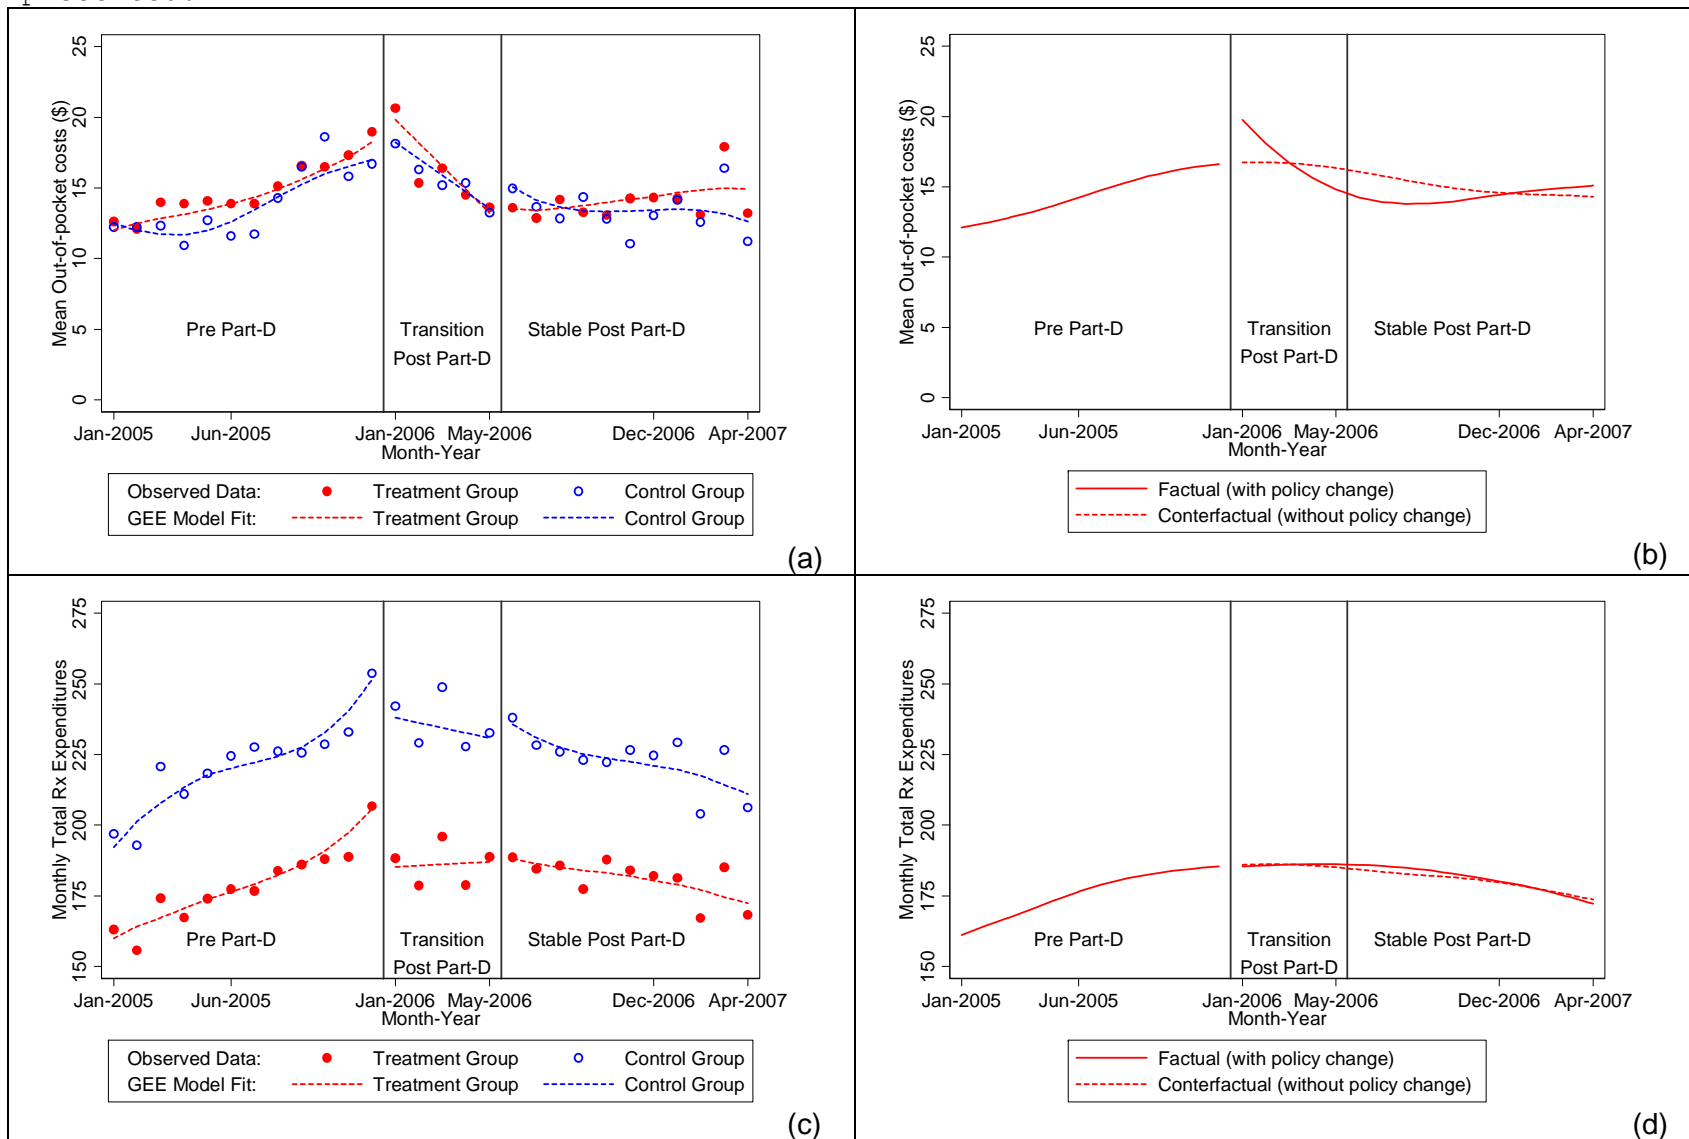 25
20
15
10
5
0
Mean Out-of-pocket costs ($)
Pre Part-D
Transition
Post Part-D
Stable Post Part-D
Jan-2005
Jun-2005
Jan-2006
May-2006
Dec-2006
Apr-2007
Month-Year
Observed Data: Treatment Group Control Group
GEE Model Fit: Treatment Group Control Group
(a)
25
20
15
10
5
0
Mean Out-of-pocket costs ($)
Pre Part-D
Transition
Post Part-D
Stable Post Part-D
Jan-2005
Jun-2005
Jan-2006
May-2006
Dec-2006
Apr-2007
Month-Year
Factual (with policy change)
Conterfactual (without policy change)
(b)
275
250
225
200
175
150
Monthly Total Rx Expenditures
Pre Part-D
Transition
Post Part-D
Stable Post Part-D
Jan-2005
Jun-2005
Jan-2006
May-2006
Dec-2006
Apr-2007
Month-Year
Observed Data: Treatment Group Control Group
GEE Model Fit: Treatment Group Control Group
(c)
275
250
225
200
175
150
Monthly Total Rx Expenditures
Pre Part-D
Transition
Post Part-D
Stable Post Part-D
Jan-2005
Jun-2005
Jan-2006
May-2006
Dec-2006
Apr-2007
Month-Year
Factual (with policy change)
Conterfactual (without policy change)
(d)